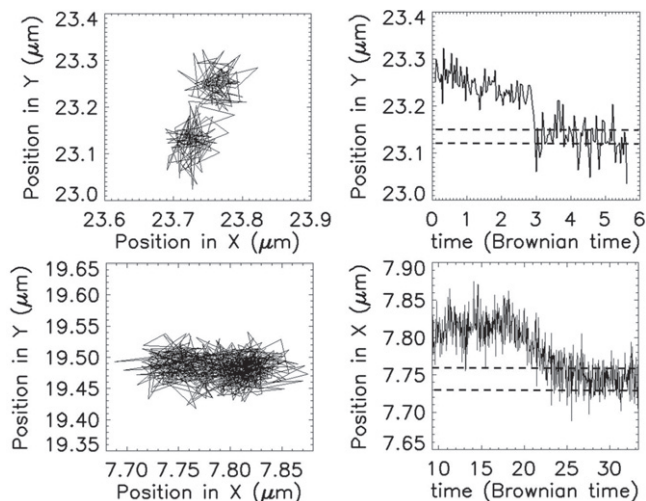 23.4
23.3
23.2
23.1
23.0
Position in Y (μm)
23.6 23.7 23.8 23.9
Position in X (μm)
23.4
23.3
23.2
23.1
23.0
Position in Y (μm)
0 1 2 3 4 5 6
time (Brownian time)
19.65
19.60
19.55
19.50
19.45
19.40
19.35
Position in Y (μm)
7.70 7.75 7.80 7.85
Position in X (μm)
7.90
7.85
7.80
7.75
7.70
7.65
Position in X (μm)
10 15 20 25 30
time (Brownian time)